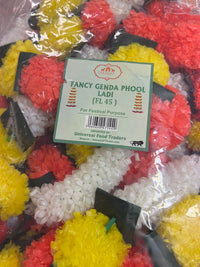 FANCY GENDA PHOOL
LADI
(FL 45)
For Festival Purpose
Universal Food Traders